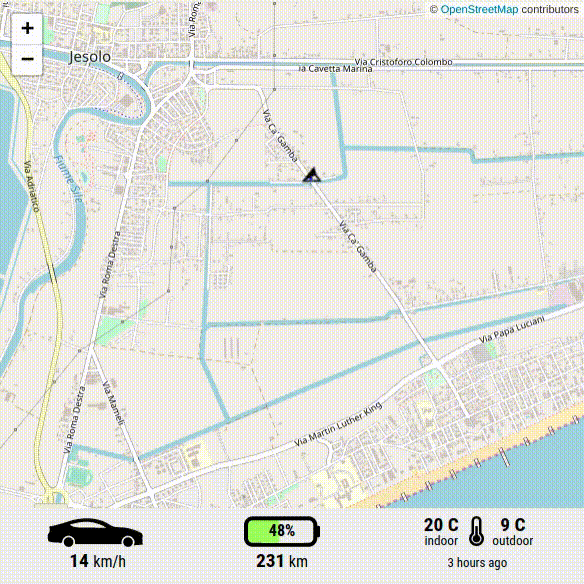 +
−
© OpenStreetMap contributors
Via Roma
Jesolo
Via Cristoforo Colombo
ia Cavetta Marina
Via Ca' Gamba
Fiume Sile
Via Adriatico
Via Ca' Gamba
Via Roma Destra
Via Papa Luciani
Via Mameli
Via Roma Destra
Via Martin Luther King
14 km/h
48%
231 km
20 C indoor
9 C outdoor
3 hours ago